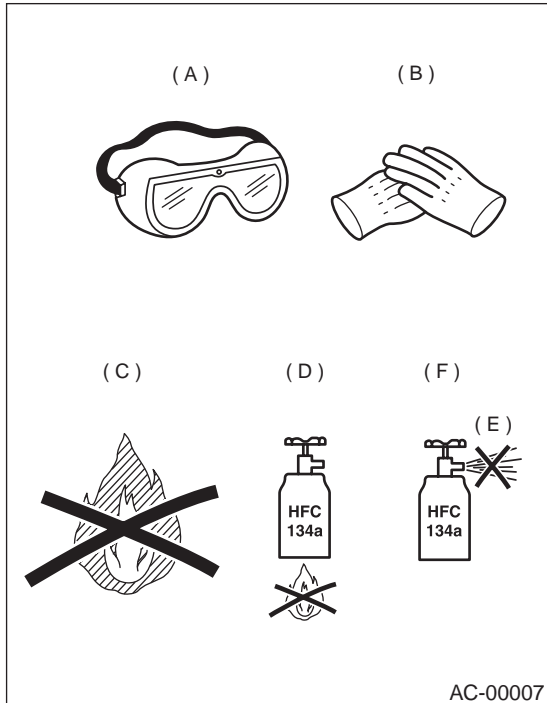 ( A )
( B )
( C )
( D )
( F )
( E )
HFC
134a
HFC
134a
AC-00007